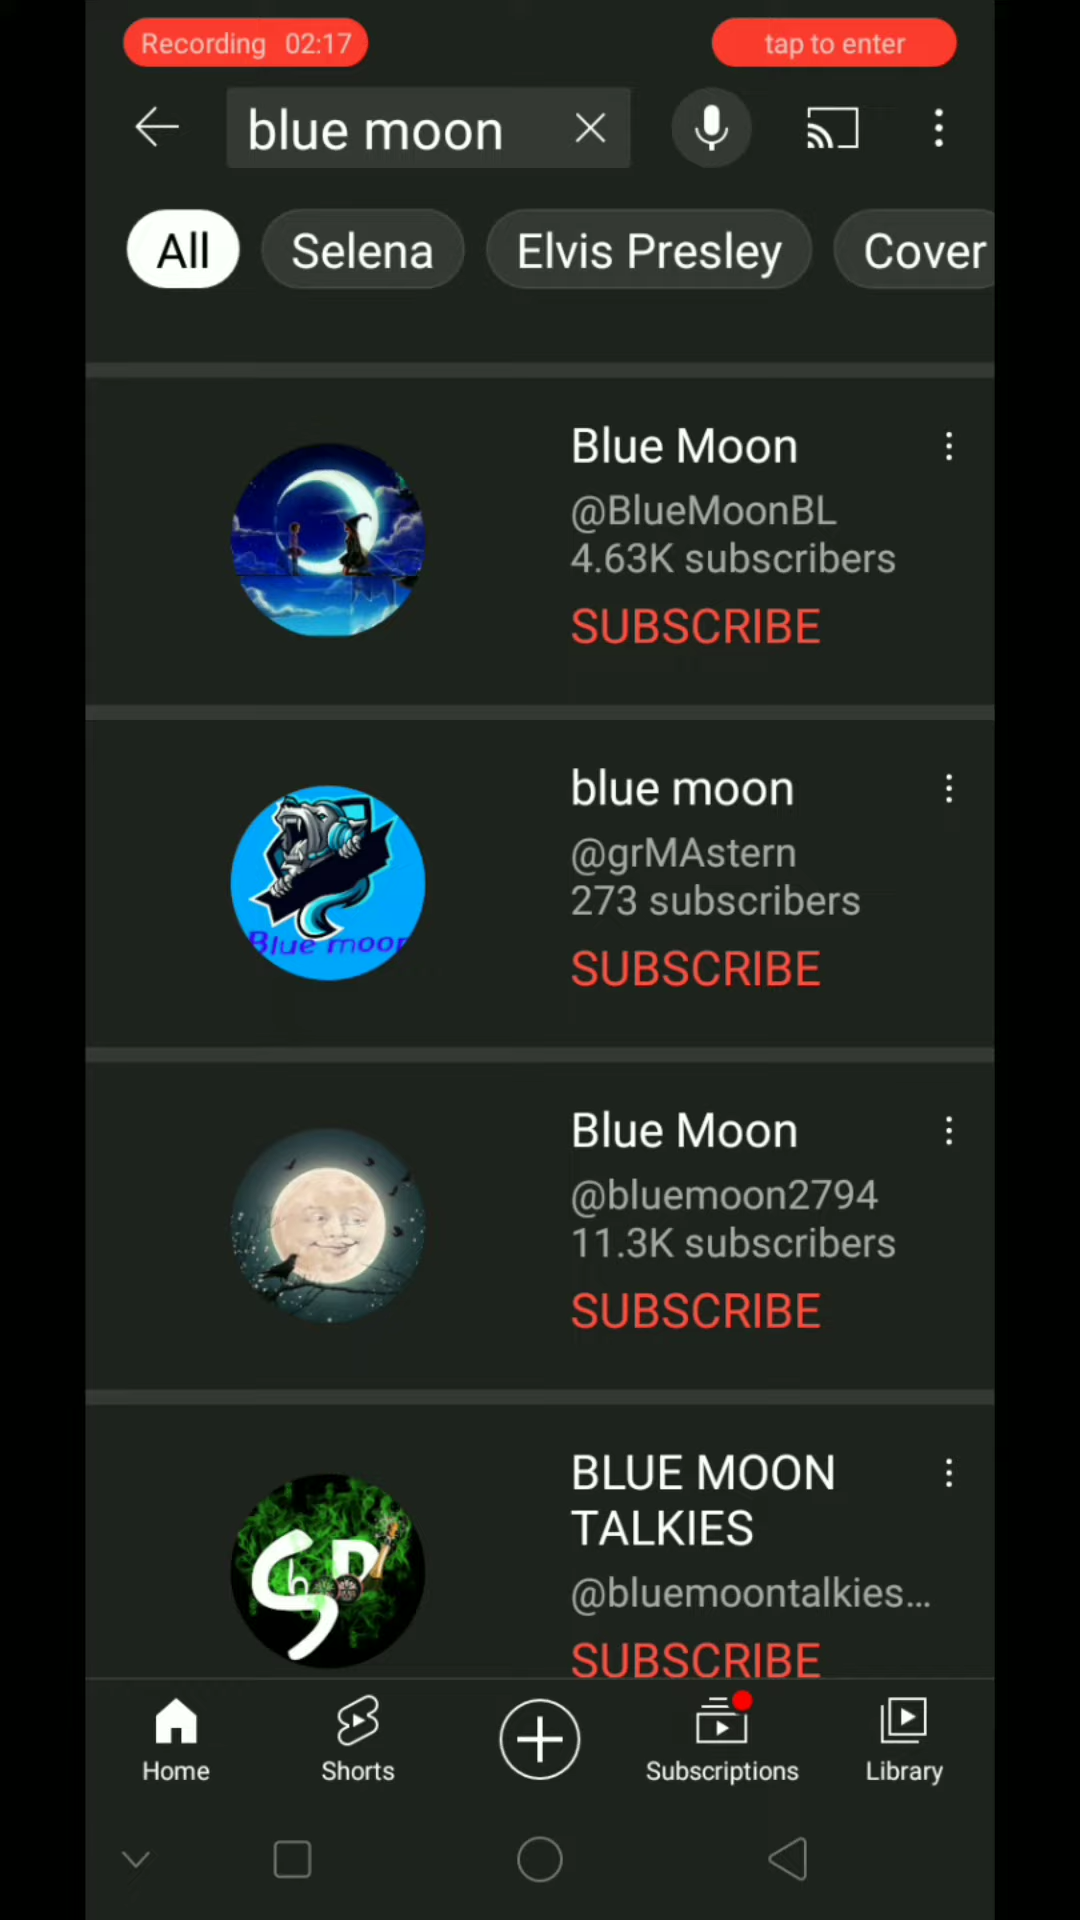 Recording 02:17
tap to enter
blue moon
All
Selena
Elvis Presley
Cover
Blue Moon
@BlueMoonBL
4.63K subscribers
SUBSCRIBE
blue moon
@grMAstern
273 subscribers
SUBSCRIBE
Blue moon
Blue Moon
@bluemoon2794
11.3K subscribers
SUBSCRIBE
BLUE MOON
TALKIES
@bluemoontalkies...
SUBSCRIBE
Home
Shorts
Subscriptions
Library